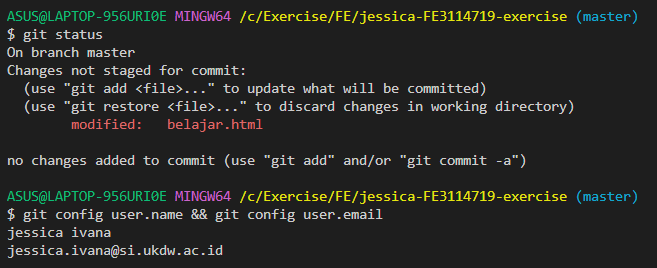 ASUS@LAPTOP-956URI0E MINGW64 /c/Exercise/FE/jessica-FE3114719-exercise (master)
$ git status
On branch master
Changes not staged for commit:
  (use "git add <file>..." to update what will be committed)
  (use "git restore <file>..." to discard changes in working directory)
        modified:   belajar.html

no changes added to commit (use "git add" and/or "git commit -a")

ASUS@LAPTOP-956URI0E MINGW64 /c/Exercise/FE/jessica-FE3114719-exercise (master)
$ git config user.name && git config user.email
jessica ivana
jessica.ivana@si.ukdw.ac.id